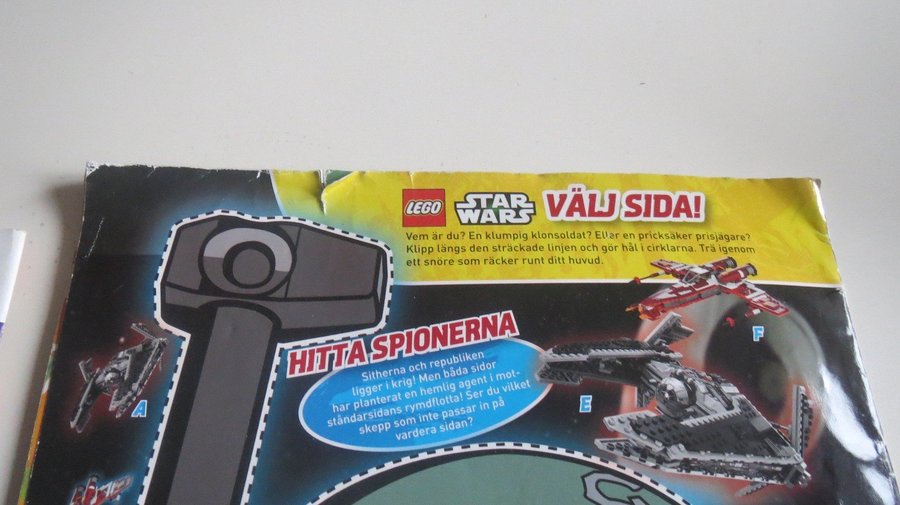 LEGO STAR WARS VÄLJ SIDA!
Vem är du? En klumpig klonsoldat? Eller en pricksäker prisjägare?
Klipp längs den sträckade linjen och gör hål i cirklarna. Trä igenom
ett snöre som räcker runt ditt huvud.
HITTA SPIONERNA
Sitherna och republiken
ligger i krig! Men båda sidor
har planterat en hemlig agent i mot-
ståndarsidans rymdflotta! Ser du vilket
skepp som inte passar in på
vardera sidan?
F
A
E